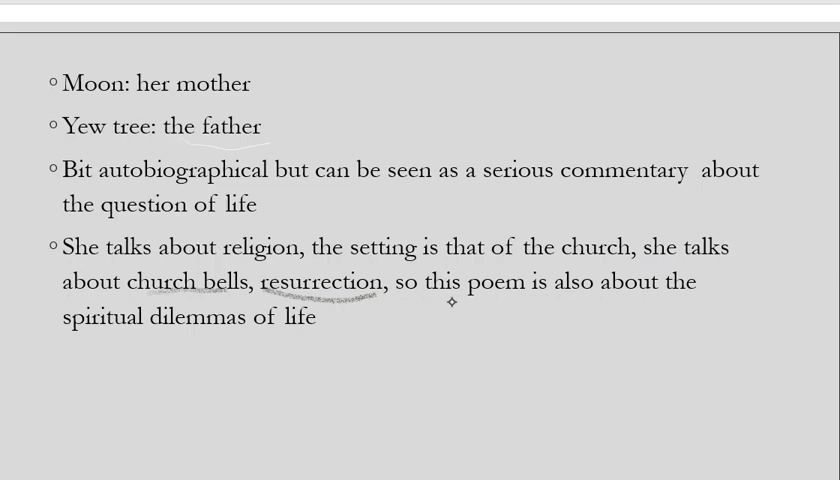 ◦ Moon: her mother
◦ Yew tree: the father
◦ Bit autobiographical but can be seen as a serious commentary about
the question of life
◦ She talks about religion, the setting is that of the church, she talks
about church bells, resurrection, so this poem is also about the
spiritual dilemmas of life